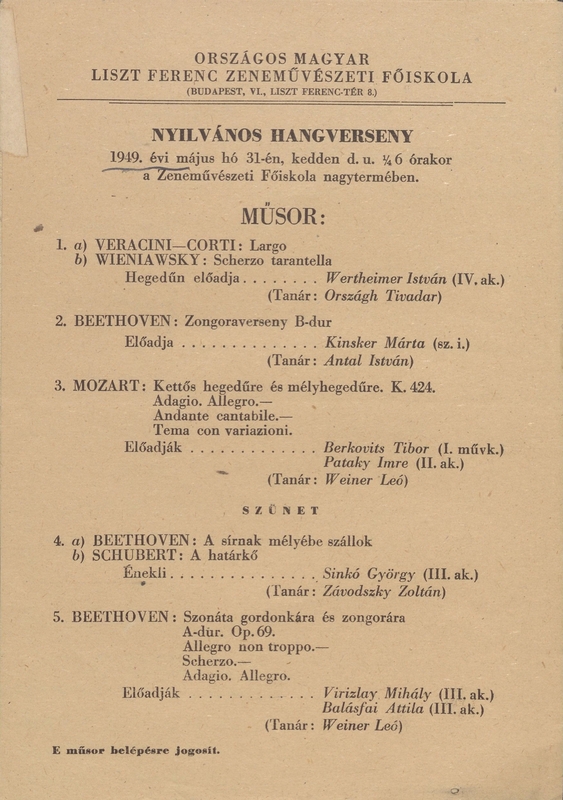 ORSZÁGOS MAGYAR
LISZT FERENC ZENEMŰVÉSZETI FŐISKOLA
(BUDAPEST, VI., LISZT FERENC-TÉR 8.)
NYILVÁNOS HANGVERSENY
1949. évi május hó 31-én, kedden d. u. ¼ 6 órakor
a Zeneművészeti Főiskola nagytermében.
MŰSOR:
1. a) VERACINI—CORTI: Largo
b) WIENIAWSKY: Scherzo tarantella
Hegedűn előadja . . . . . . . . Wertheimer István (IV. ak.)
(Tanár: Országh Tivadar)
2. BEETHOVEN: Zongoraverseny B-dur
Előadja . . . . . . . . . . . . . . Kinsker Márta (sz. i.)
(Tanár: Antal István)
3. MOZART: Kettős hegedűre és mélyhegedűre. K. 424.
Adagio. Allegro.—
Andante cantabile.—
Tema con variazioni.
Előadják . . . . . . . . . . . . . Berkovits Tibor (I. művk.)
Pataky Imre (II. ak.)
(Tanár: Weiner Leó)
SZÜNET
4. a) BEETHOVEN: A sírnak mélyébe szállok
b) SCHUBERT: A határkő
Énekli . . . . . . . . . . . . . . . Sinkó György (III. ak.)
(Tanár: Závodszky Zoltán)
5. BEETHOVEN: Szonáta gordonkára és zongorára
A-dur. Op. 69.
Allegro non troppo.—
Scherzo.—
Adagio. Allegro.
Előadják . . . . . . . . . . . . . Virizlay Mihály (III. ak.)
Balásfai Attila (III. ak.)
(Tanár: Weiner Leó)
E műsor belépésre jogosit.